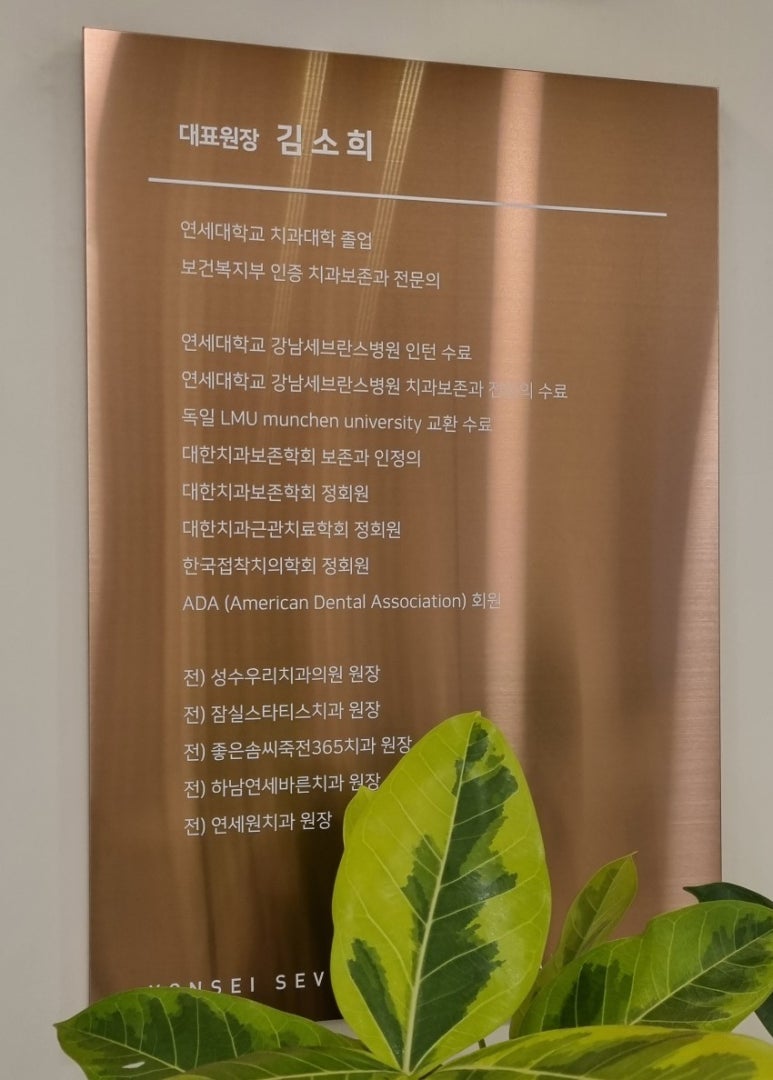 대표원장 김소희
연세대학교 치과대학 졸업
보건복지부 인증 치과보존과 전문의
연세대학교 강남세브란스병원 인턴 수료
연세대학교 강남세브란스병원 치과보존과 전문의 수료
독일 LMU munchen university 교환 수료
대한치과보존학회 보존과 인정의
대한치과보존학회 정회원
대한치과근관치료학회 정회원
한국접착치의학회 정회원
ADA (American Dental Association) 회원
전) 성수우리치과의원 원장
전) 잠실스타티스치과 원장
전) 좋은솜씨죽전365치과 원장
전) 하남연세바른치과 원장
전) 연세원치과 원장
YONSEI SEV